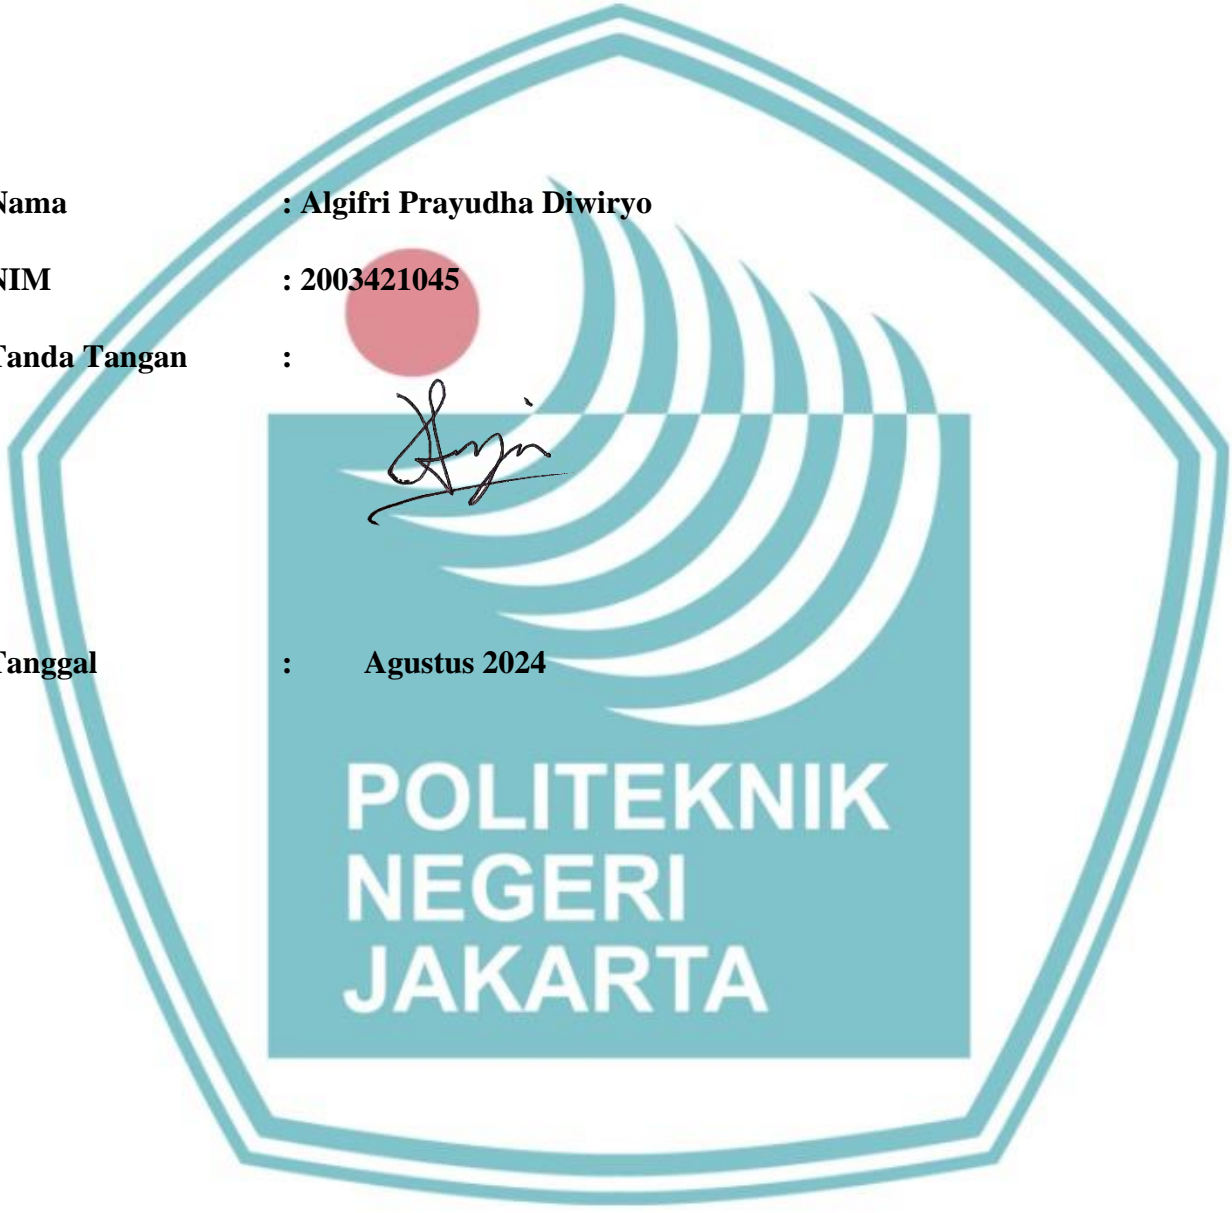 Nama : Algifri Prayudha Diwiryo
NIM : 2003421045
Tanda Tangan :
Tanggal : Agustus 2024
POLITEKNIK
NEGERI
JAKARTA